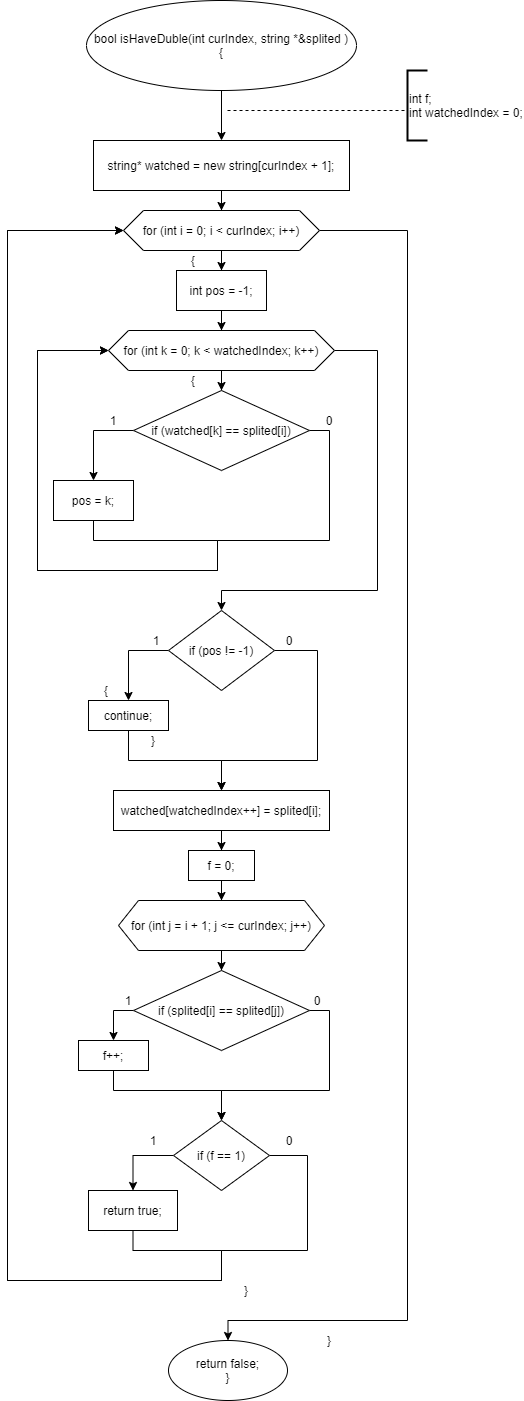 bool isHaveDuble(int curIndex, string *&splited )
{
int f;
int watchedIndex = 0;
string* watched = new string[curIndex + 1];
for (int i = 0; i < curIndex; i++)
{
int pos = -1;
for (int k = 0; k < watchedIndex; k++)
{
1
0
if (watched[k] == splited[i])
pos = k;
1
0
if (pos != -1)
{
continue;
}
watched[watchedIndex++] = splited[i];
f = 0;
for (int j = i + 1; j <= curIndex; j++)
1
0
if (splited[i] == splited[j])
f++;
1
0
if (f == 1)
return true;
}
}
return false;
}